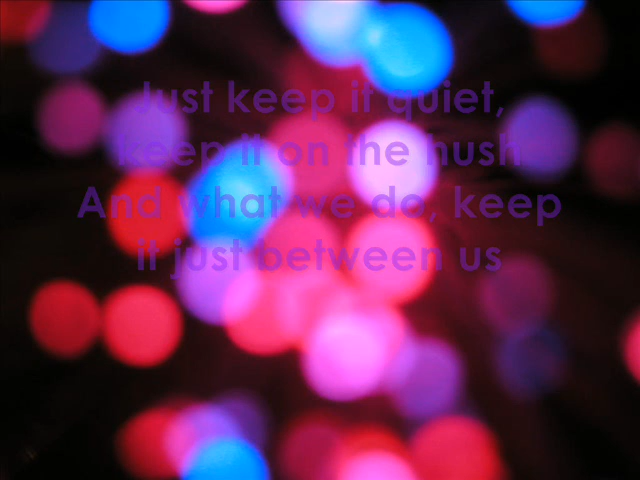 Just keep it quiet,
keep it on the hush
And what we do, keep
it just between us